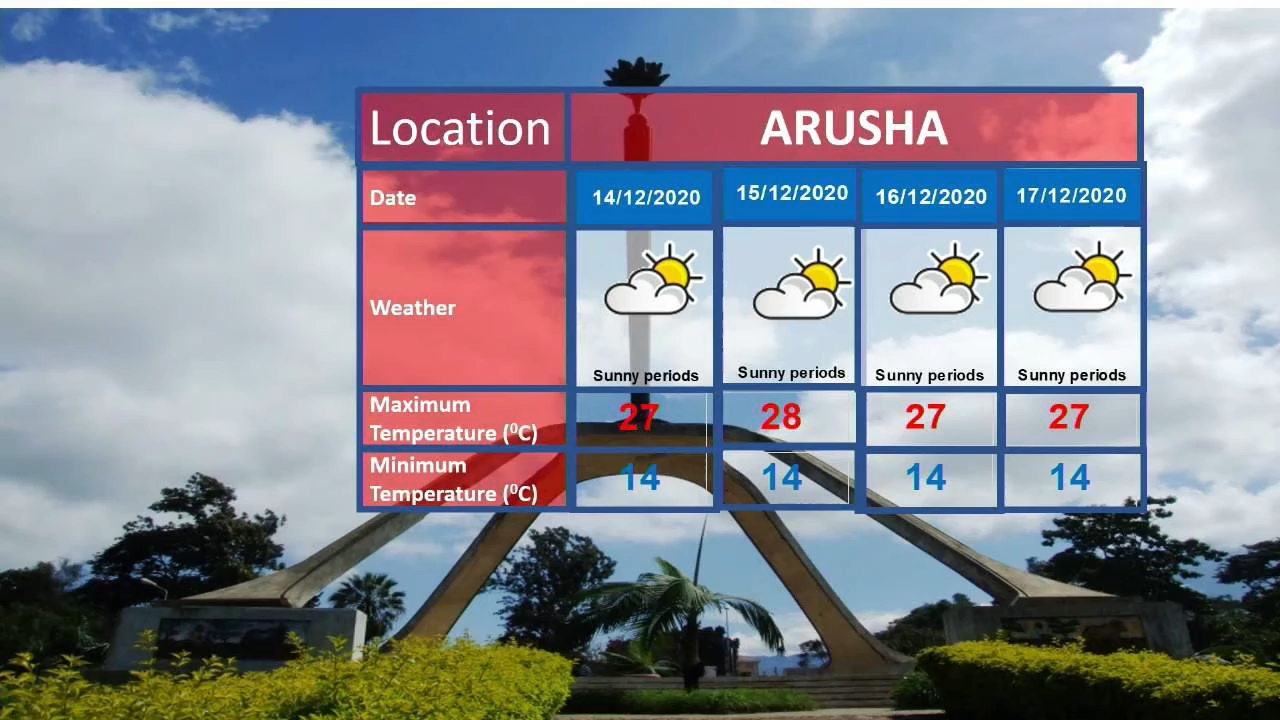 Location ARUSHA
Date 14/12/2020 15/12/2020 16/12/2020 17/12/2020
Weather
Sunny periods Sunny periods Sunny periods Sunny periods
Maximum
Temperature (⁰C) 27 28 27 27
Minimum
Temperature (⁰C) 14 14 14 14